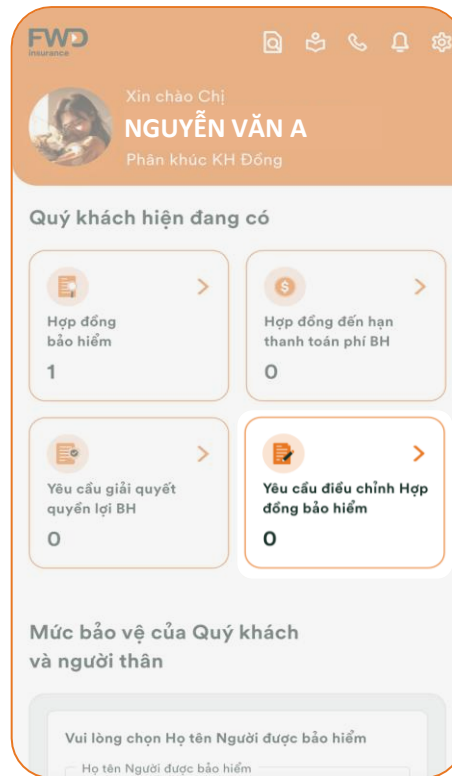 FWD
insurance
Xin chào Chị
NGUYỄN VĂN A
Phân khúc KH Đồng
Quý khách hiện đang có
Hợp đồng
bảo hiểm
1
Hợp đồng đến hạn
thanh toán phí BH
0
Yêu cầu giải quyết
quyền lợi BH
0
Yêu cầu điều chỉnh Hợp
đồng bảo hiểm
0
Mức bảo vệ của Quý khách
và người thân
Vui lòng chọn Họ tên Người được bảo hiểm
Họ tên Người được bảo hiểm